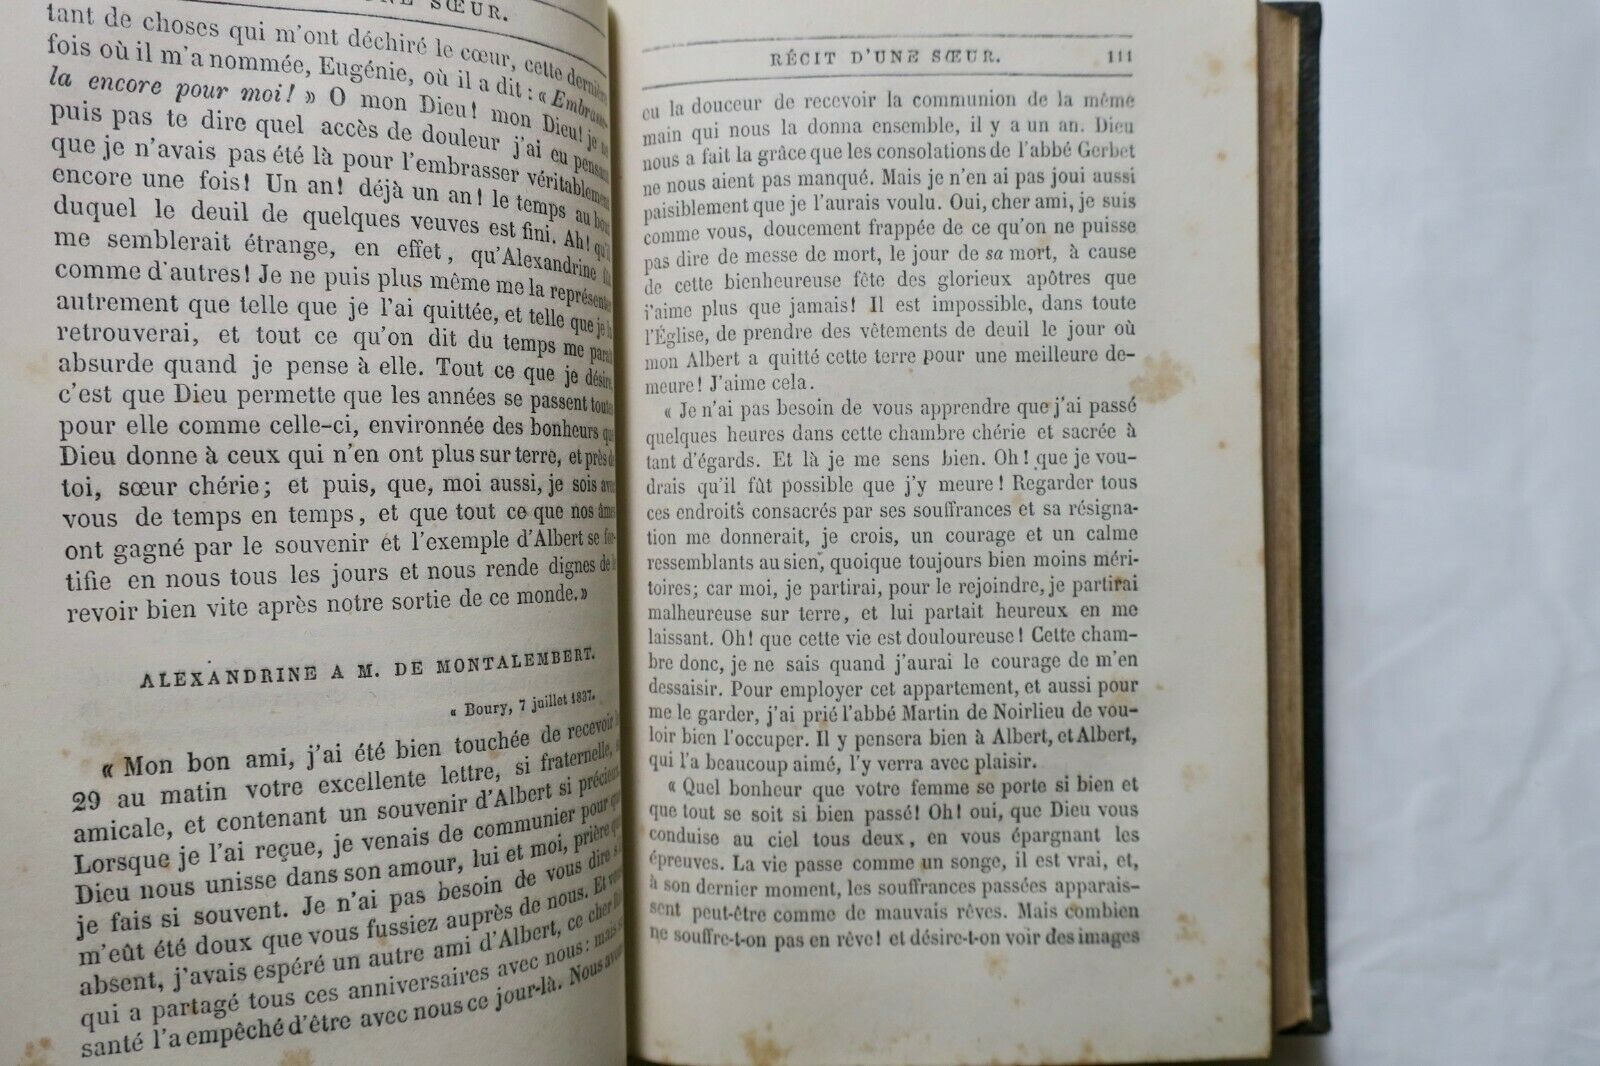 UNE SŒUR.
tant de choses qui m'ont déchiré le cœur, cette dernière
fois où il m'a nommée, Eugénie, où il a dit : « Embrasse-
la encore pour moi! » O mon Dieu! mon Dieu! je ne
puis pas te dire quel accès de douleur j'ai eu pensant
que je n'avais pas été là pour l'embrasser véritablement
encore une fois! Un an! déjà un an! le temps au bout
duquel le deuil de quelques veuves est fini. Ah! qu'il
me semblerait étrange, en effet, qu'Alexandrine fût
comme d'autres! Je ne puis plus même me la représenter
autrement que telle que je l'ai quittée, et telle que je la
retrouverai, et tout ce qu'on dit du temps me paraît
absurde quand je pense à elle. Tout ce que je désire,
c'est que Dieu permette que les années se passent toutes
pour elle comme celle-ci, environnée des bonheurs que
Dieu donne à ceux qui n'en ont plus sur terre, et près de
toi, sœur chérie; et puis, que, moi aussi, je sois avec
vous de temps en temps, et que tout ce que nos âmes
ont gagné par le souvenir et l'exemple d'Albert se for-
tifie en nous tous les jours et nous rende dignes de le
revoir bien vite après notre sortie de ce monde.»
ALEXANDRINE A M. DE MONTALEMBERT.
« Boury, 7 juillet 1837.
« Mon bon ami, j'ai été bien touchée de recevoir le
29 au matin votre excellente lettre, si fraternelle, si
amicale, et contenant un souvenir d'Albert si précieux.
Lorsque je l'ai reçue, je venais de communier pour que
Dieu nous unisse dans son amour, lui et moi, prière que
je fais si souvent. Je n'ai pas besoin de vous dire s'il
m'eût été doux que vous fussiez auprès de nous. Et vous
absent, j'avais espéré un autre ami d'Albert, ce cher
qui a partagé tous ces anniversaires avec nous: mais sa
santé l'a empêché d'être avec nous ce jour-là. Nous avons
RÉCIT D'UNE SŒUR. 111
eu la douceur de recevoir la communion de la même
main qui nous la donna ensemble, il y a un an. Dieu
nous a fait la grâce que les consolations de l'abbé Gerbet
ne nous aient pas manqué. Mais je n'en ai pas joui aussi
paisiblement que je l'aurais voulu. Oui, cher ami, je suis
comme vous, doucement frappée de ce qu'on ne puisse
pas dire de messe de mort, le jour de sa mort, à cause
de cette bienheureuse fête des glorieux apôtres que
j'aime plus que jamais! Il est impossible, dans toute
l'Église, de prendre des vêtements de deuil le jour où
mon Albert a quitté cette terre pour une meilleure de-
meure! J'aime cela.
« Je n'ai pas besoin de vous apprendre que j'ai passé
quelques heures dans cette chambre chérie et sacrée à
tant d'égards. Et là je me sens bien. Oh! que je vou-
drais qu'il fût possible que j'y meure! Regarder tous
ces endroits consacrés par ses souffrances et sa résigna-
tion me donnerait, je crois, un courage et un calme
ressemblants au sien, quoique toujours bien moins méri-
toires; car moi, je partirai, pour le rejoindre, je partirai
malheureuse sur terre, et lui partait heureux en me
laissant. Oh! que cette vie est douloureuse! Cette cham-
bre donc, je ne sais quand j'aurai le courage de m'en
dessaisir. Pour employer cet appartement, et aussi pour
me le garder, j'ai prié l'abbé Martin de Noirlieu de vou-
loir bien l'occuper. Il y pensera bien à Albert, et Albert,
qui l'a beaucoup aimé, l'y verra avec plaisir.
« Quel bonheur que votre femme se porte si bien et
que tout se soit si bien passé! Oh! oui, que Dieu vous
conduise au ciel tous deux, en vous épargnant les
épreuves. La vie passe comme un songe, il est vrai, et,
à son dernier moment, les souffrances passées apparais-
sent peut-être comme de mauvais rêves. Mais combien
ne souffre-t-on pas en rêve! et désire-t-on voir des images